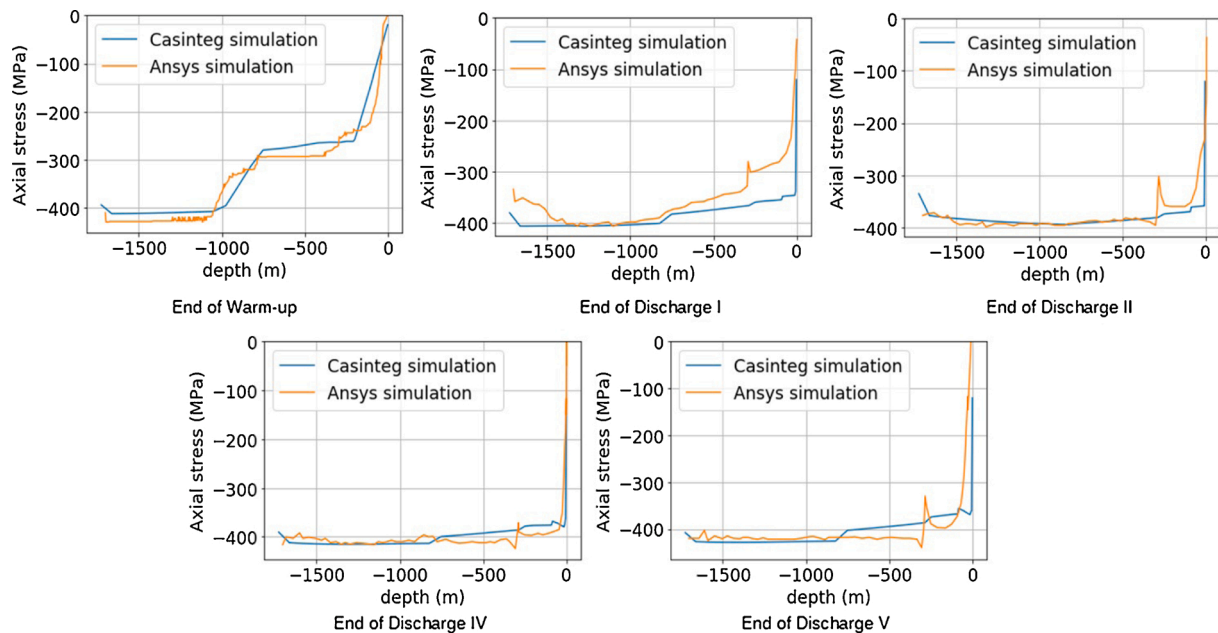 0
−100
−200
−300
−400
Axial stress (MPa)
Casinteg simulation
Ansys simulation
−1500 −1000 −500 0
depth (m)
End of Warm-up
0
−100
−200
−300
−400
Axial stress (MPa)
Casinteg simulation
Ansys simulation
−1500 −1000 −500 0
depth (m)
End of Discharge I
0
−100
−200
−300
−400
Axial stress (MPa)
Casinteg simulation
Ansys simulation
−1500 −1000 −500 0
depth (m)
End of Discharge II
0
−100
−200
−300
−400
Axial stress (MPa)
Casinteg simulation
Ansys simulation
−1500 −1000 −500 0
depth (m)
End of Discharge IV
0
−100
−200
−300
−400
Axial stress (MPa)
Casinteg simulation
Ansys simulation
−1500 −1000 −500 0
depth (m)
End of Discharge V